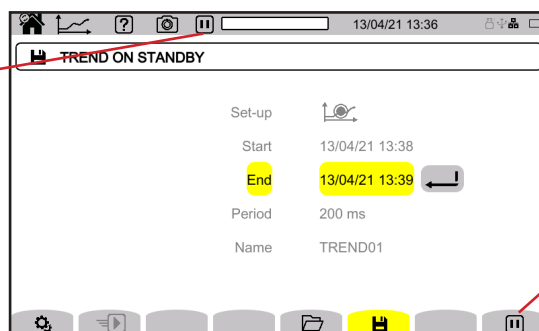 13/04/21 13:36
TREND ON STANDBY
Set-up
Start 13/04/21 13:38
End 13/04/21 13:39
Period 200 ms
Name TREND01